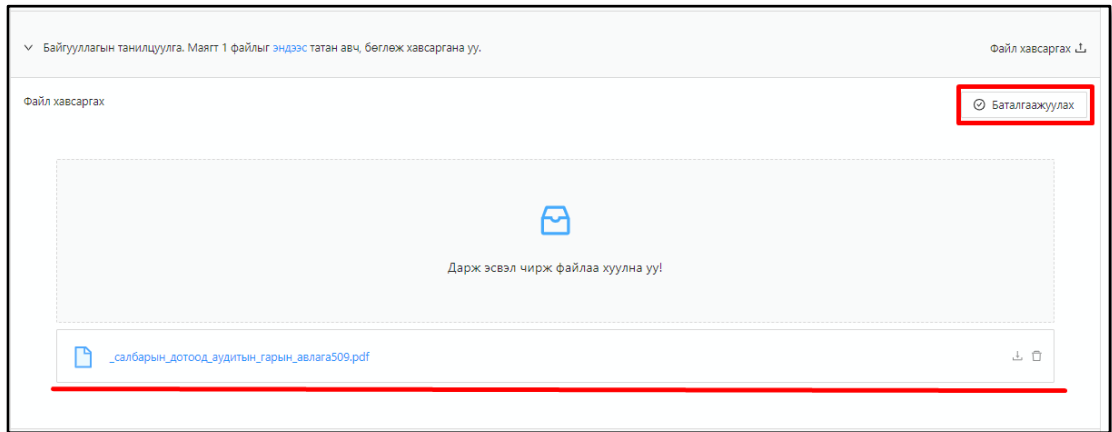 Байгууллагын танилцуулга. Маягт 1 файлыг эндээс татан авч, бөглөж хавсаргана уу.
Файл хавсаргах
Файл хавсаргах
Баталгаажуулах
Дарж эсвэл чирж файлаа хуулна уу!
_салбарын_дотоод_аудитын_гарын_авлага509.pdf